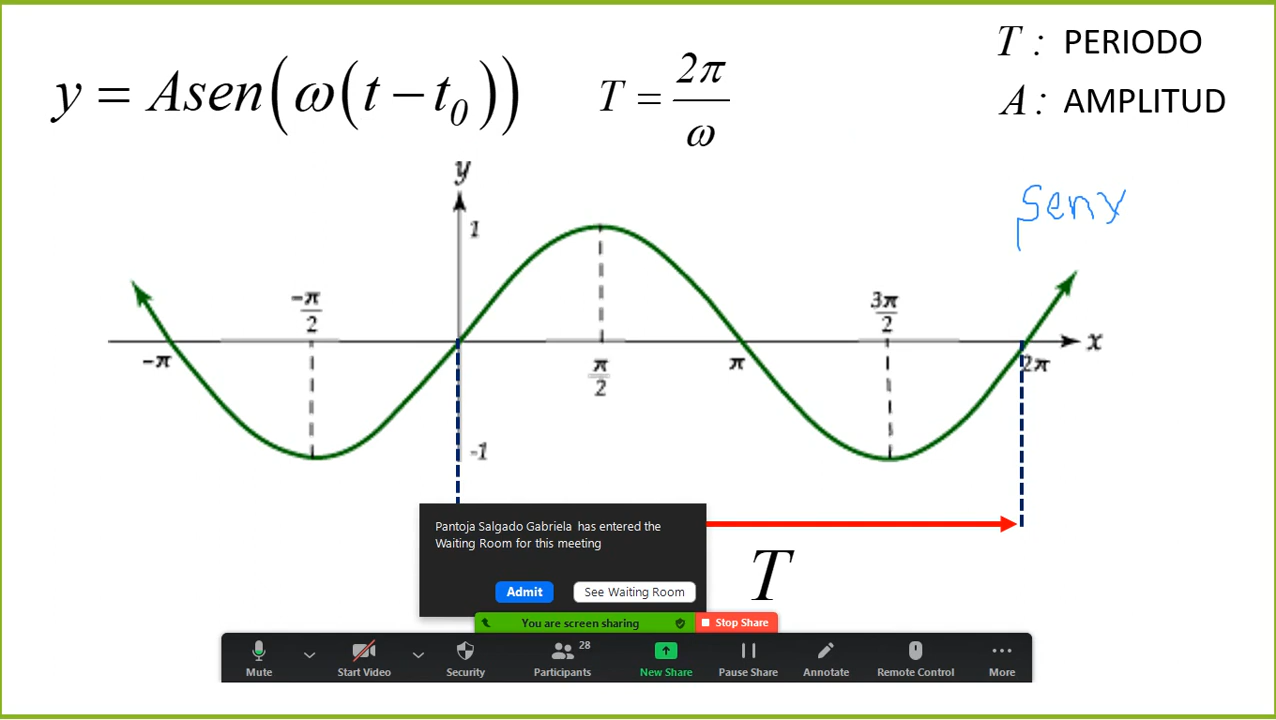 T : PERIODO
y = Asen(ω(t − t₀))
T = 2π/ω
A : AMPLITUD
y
1
Senx
−π/2
3π/2
x
−π
π/2
π
2π
-1
Pantoja Salgado Gabriela has entered the
Waiting Room for this meeting
T
Admit
See Waiting Room
You are screen sharing
Stop Share
28
Mute
Start Video
Security
Participants
New Share
Pause Share
Annotate
Remote Control
More